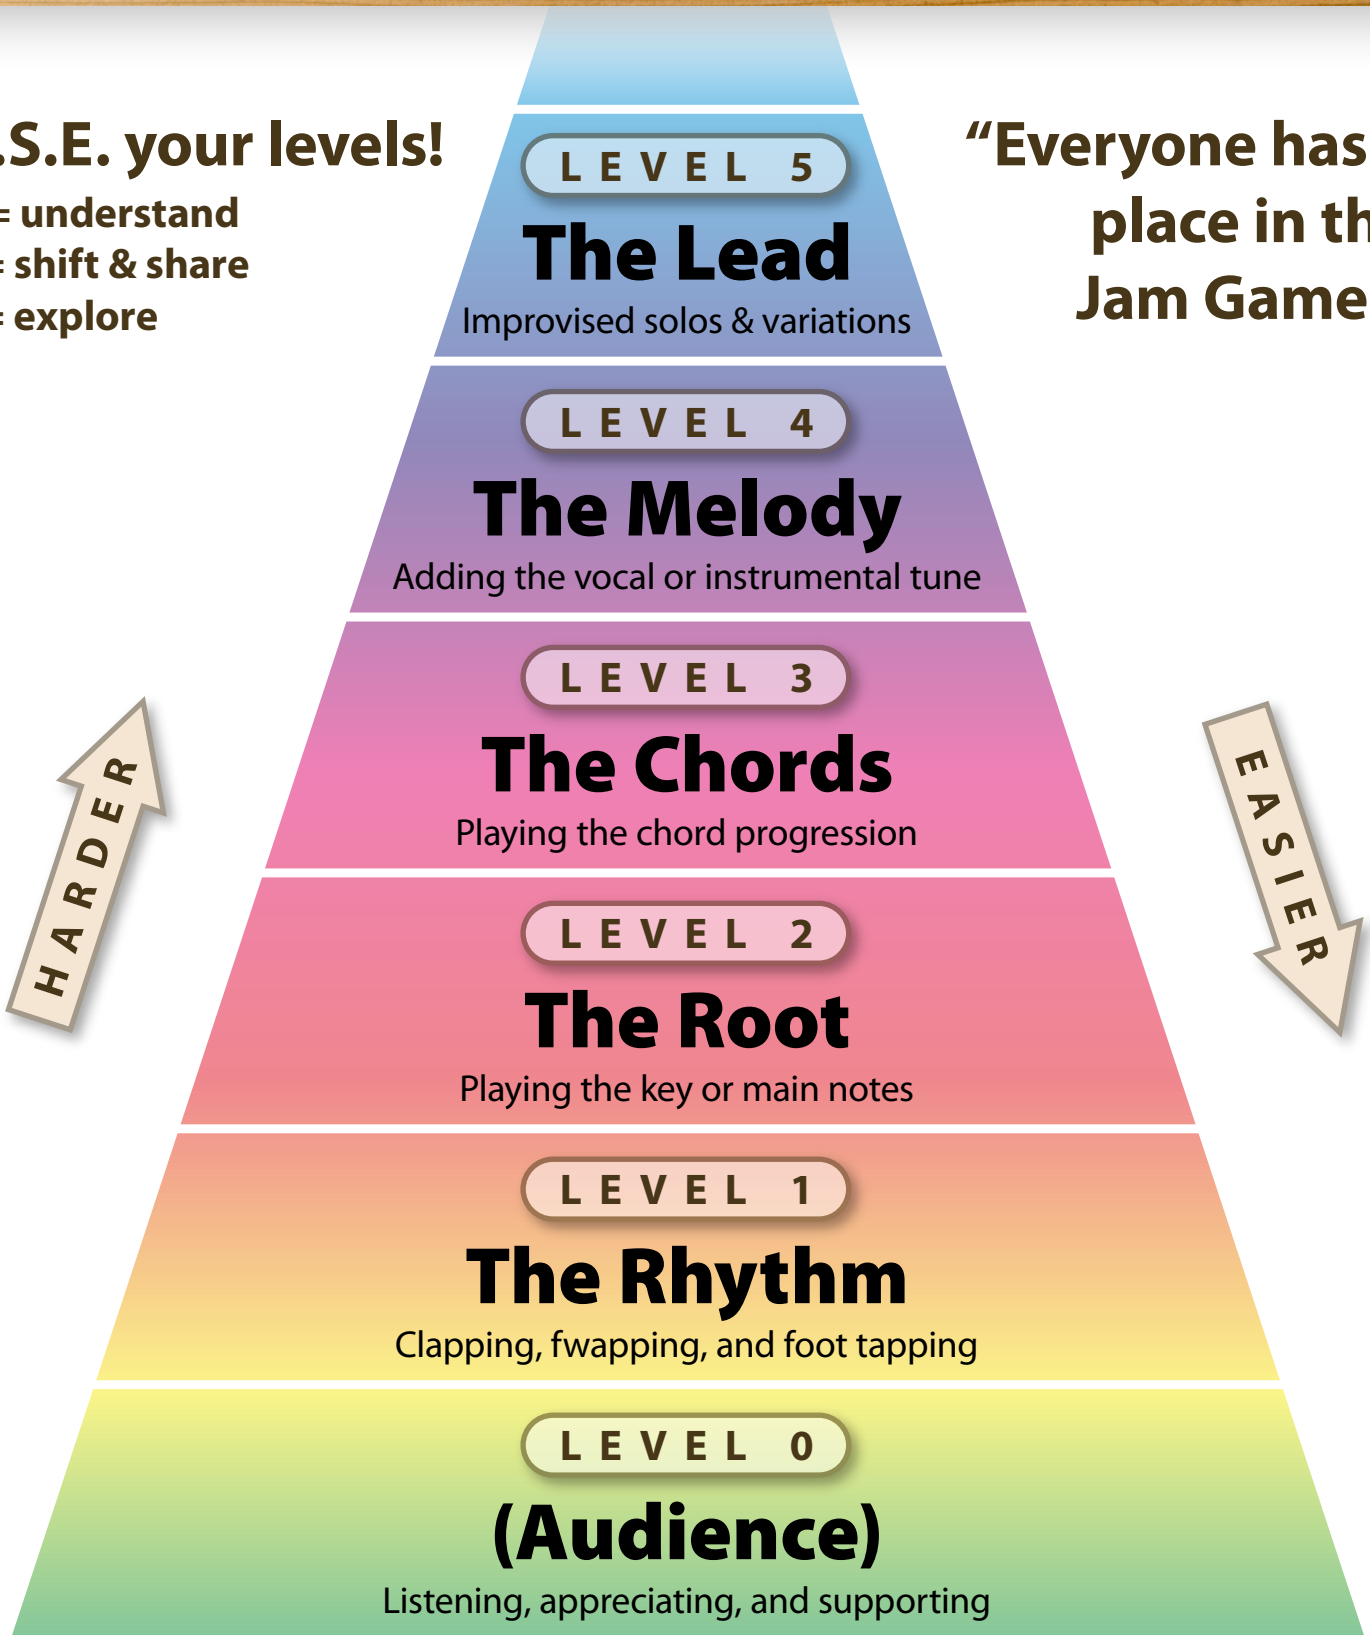 .S.E. your levels!
= understand
= shift & share
= explore
“Everyone has
place in th
Jam Game
LEVEL 5
The Lead
Improvised solos & variations
LEVEL 4
The Melody
Adding the vocal or instrumental tune
LEVEL 3
The Chords
Playing the chord progression
HARDER
EASIER
LEVEL 2
The Root
Playing the key or main notes
LEVEL 1
The Rhythm
Clapping, fwapping, and foot tapping
LEVEL 0
(Audience)
Listening, appreciating, and supporting